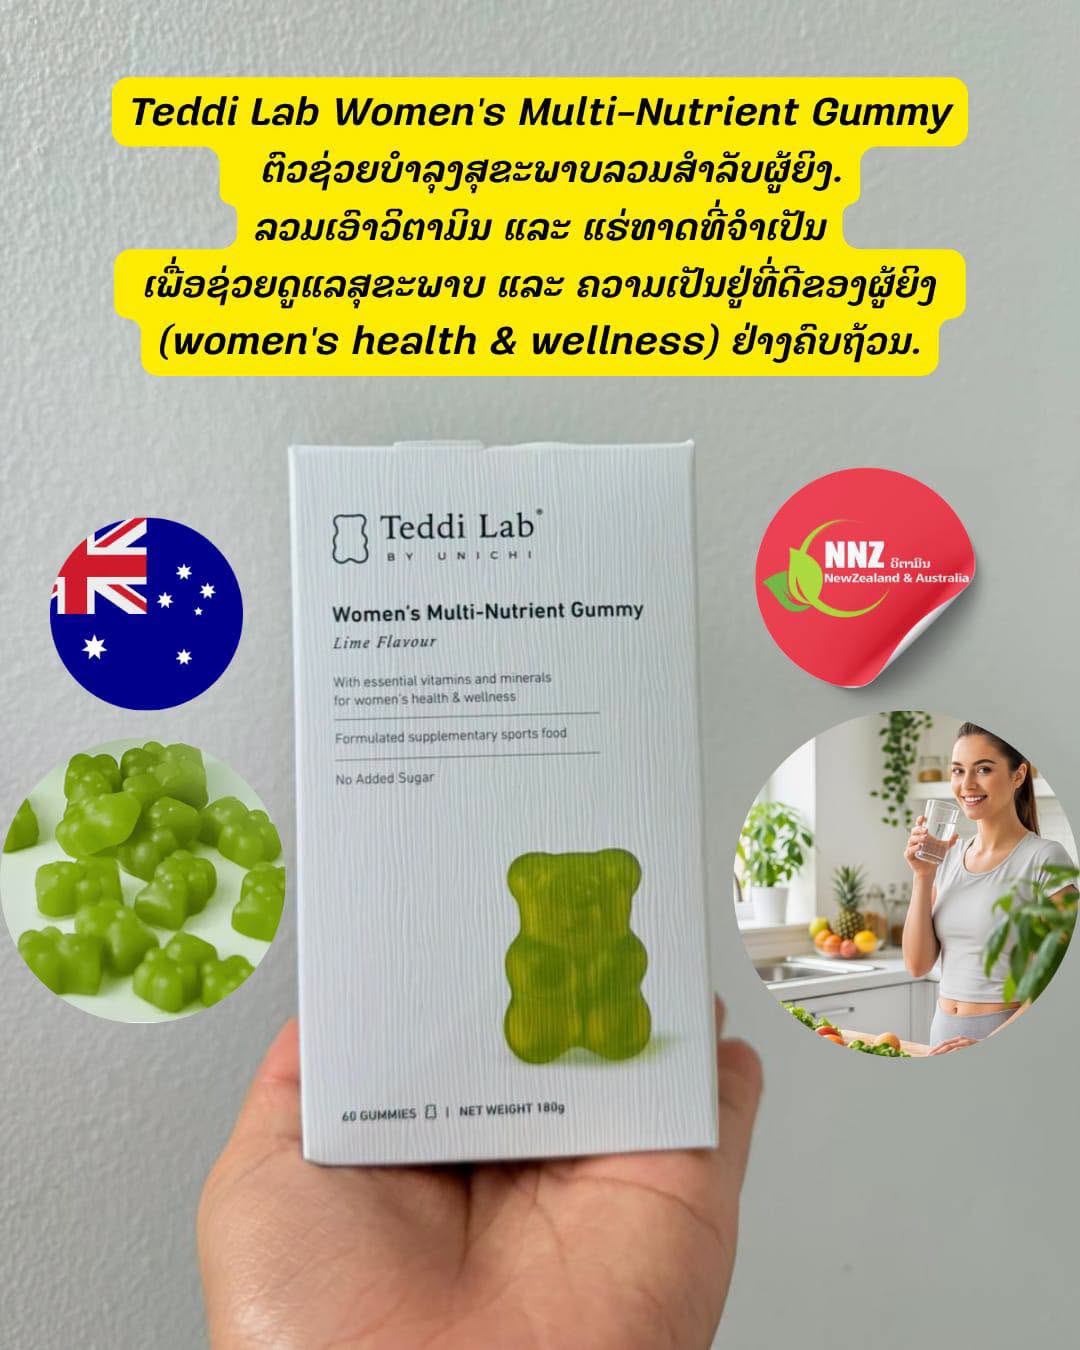 Teddi Lab Women's Multi-Nutrient Gummy
ຕົວຊ່ວຍບຳລຸງສຸຂະພາບລວມສຳລັບຜູ້ຍິງ.
ລວມເອົາວິຕາມິນ ແລະ ແຮ່ທາດທີ່ຈຳເປັນ
ເພື່ອຊ່ວຍດູແລສຸຂະພາບ ແລະ ຄວາມເປັນຢູ່ທີ່ດີຂອງຜູ້ຍິງ
(women's health & wellness) ຢ່າງຄົບຖ້ວນ.
Teddi Lab®
BY UNICHI
Women's Multi-Nutrient Gummy
Lime Flavour
With essential vitamins and minerals
for women's health & wellness
Formulated supplementary sports food
No Added Sugar
60 GUMMIES | NET WEIGHT 180g
NNZ ວິຕາມິນ
NewZealand & Australia